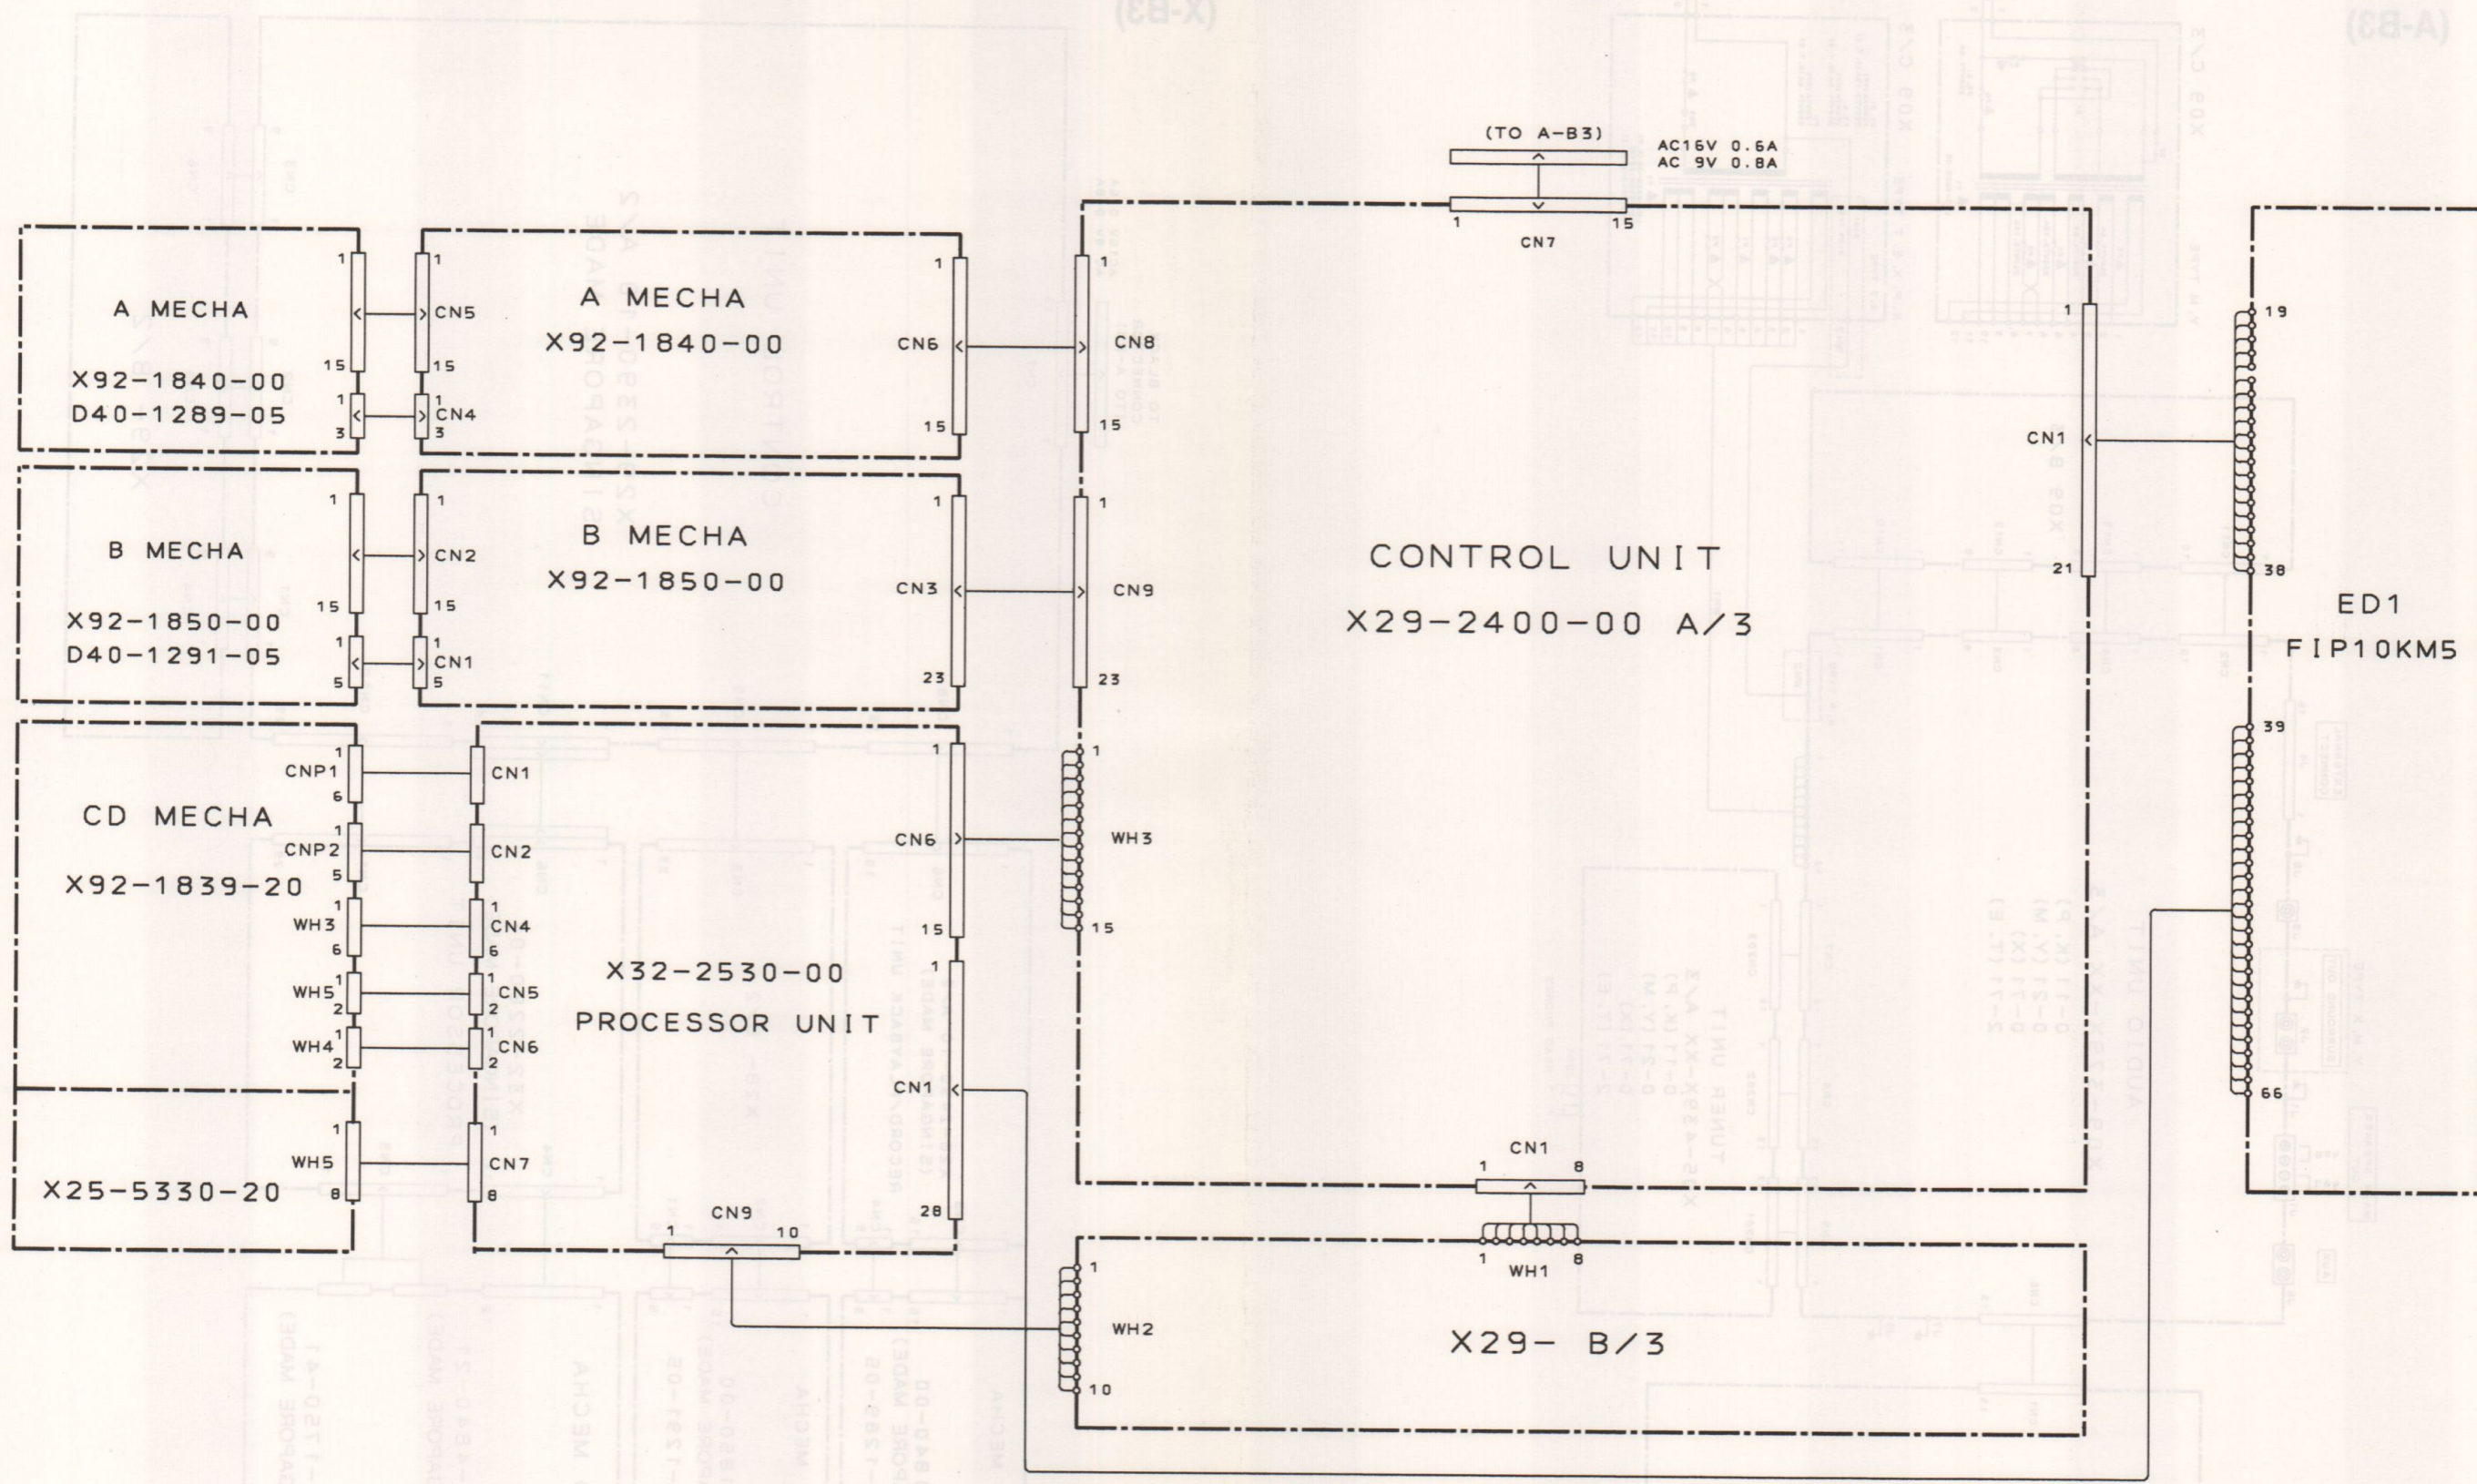 (X-B3)
(A-B3)
(TO A-B3)
AC16V 0.6A
AC 9V 0.8A
1 15
CN7
A MECHA
X92-1840-00
D40-1289-05
1
15
1
3
1
CN5
15
1
CN4
3
A MECHA
X92-1840-00
1
CN6
15
1
CN8
15
B MECHA
X92-1850-00
D40-1291-05
1
15
1
5
1
CN2
15
1
CN1
5
B MECHA
X92-1850-00
1
CN3
23
1
CN9
23
CONTROL UNIT
X29-2400-00 A/3
1
CN1
21
19
38
ED1
FIP10KM5
39
66
CD MECHA
X92-1839-20
1
CNP1
6
1
CNP2
5
1
WH3
6
1
WH5
2
1
WH4
2
CN1
CN2
1
CN4
6
1
CN5
2
1
CN6
2
X25-5330-20
1
WH5
8
1
CN7
8
X32-2530-00
PROCESSOR UNIT
1
CN6
15
1
CN1
28
1
WH3
15
CN9
1 10
CN1
1 8
1 8
WH1
1
WH2
10
X29- B/3